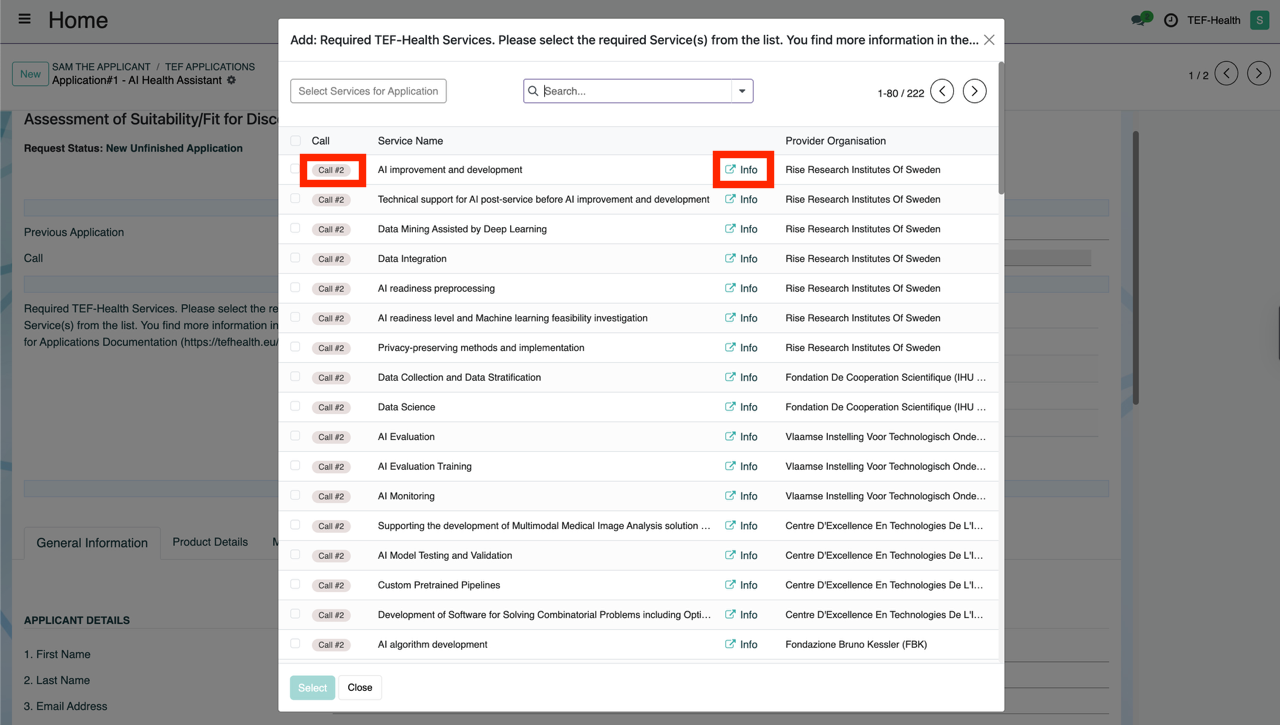 Home
2
TEF-Health
S
New
SAM THE APPLICANT / TEF APPLICATIONS
Application#1 - AI Health Assistant
1 / 2
Assessment of Suitability/Fit for Disc
Request Status: New Unfinished Application
Previous Application
Call
Required TEF-Health Services. Please select the re
Service(s) from the list. You find more information in
for Applications Documentation (https://tefhealth.eu/
General Information
Product Details
M
APPLICANT DETAILS
1. First Name
2. Last Name
3. Email Address
Add: Required TEF-Health Services. Please select the required Service(s) from the list. You find more information in the...
Select Services for Application
Search...
1-80 / 222
Call Service Name Provider Organisation
Call #2 AI improvement and development Info Rise Research Institutes Of Sweden
Call #2 Technical support for AI post-service before AI improvement and development Info Rise Research Institutes Of Sweden
Call #2 Data Mining Assisted by Deep Learning Info Rise Research Institutes Of Sweden
Call #2 Data Integration Info Rise Research Institutes Of Sweden
Call #2 AI readiness preprocessing Info Rise Research Institutes Of Sweden
Call #2 AI readiness level and Machine learning feasibility investigation Info Rise Research Institutes Of Sweden
Call #2 Privacy-preserving methods and implementation Info Rise Research Institutes Of Sweden
Call #2 Data Collection and Data Stratification Info Fondation De Cooperation Scientifique (IHU ...
Call #2 Data Science Info Fondation De Cooperation Scientifique (IHU ...
Call #2 AI Evaluation Info Vlaamse Instelling Voor Technologisch Onde...
Call #2 AI Evaluation Training Info Vlaamse Instelling Voor Technologisch Onde...
Call #2 AI Monitoring Info Vlaamse Instelling Voor Technologisch Onde...
Call #2 Supporting the development of Multimodal Medical Image Analysis solution ... Info Centre D'Excellence En Technologies De L'I...
Call #2 AI Model Testing and Validation Info Centre D'Excellence En Technologies De L'I...
Call #2 Custom Pretrained Pipelines Info Centre D'Excellence En Technologies De L'I...
Call #2 Development of Software for Solving Combinatorial Problems including Opti... Info Centre D'Excellence En Technologies De L'I...
Call #2 AI algorithm development Info Fondazione Bruno Kessler (FBK)
Select
Close